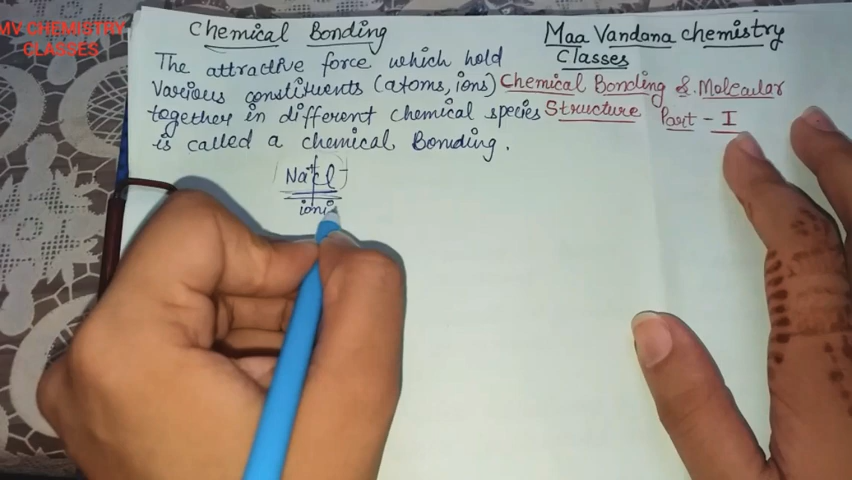 MV CHEMISTRY
CLASSES
Chemical Bonding
The attractive force which hold
various constituents (atoms, ions)
together in different chemical species
is called a chemical Bonding.
Na⁺Cl⁻
ioni
Maa Vandana chemistry
Classes
Chemical Bonding & Molecular
Structure Part - I